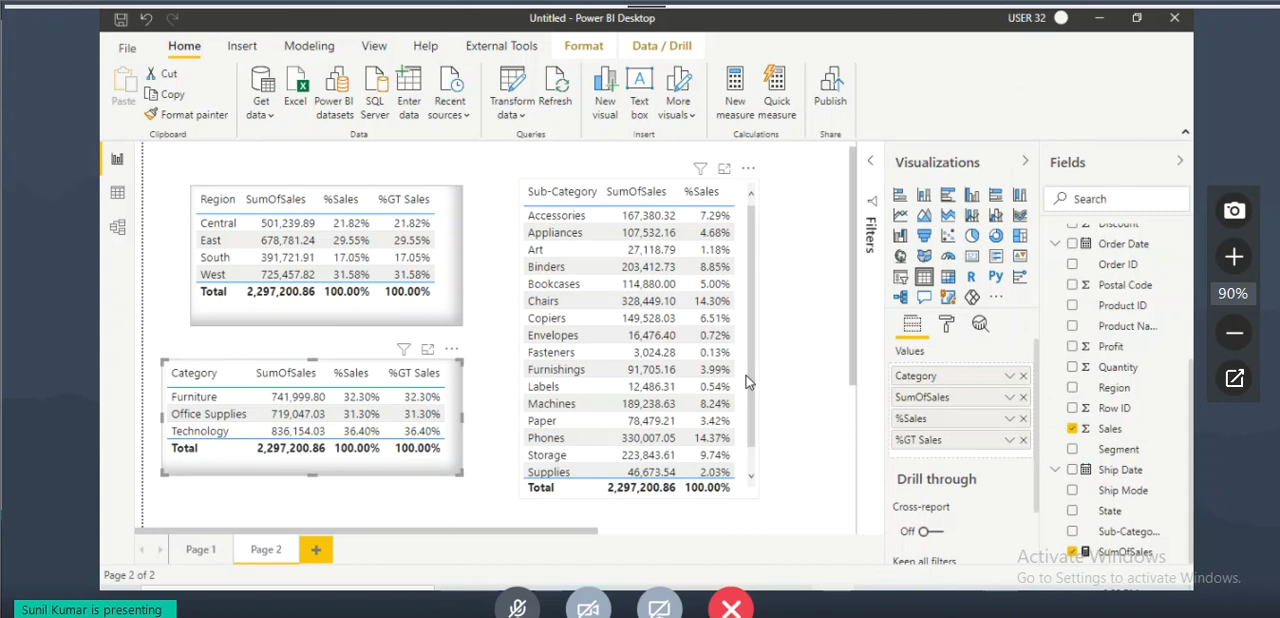 Untitled - Power BI Desktop
USER 32
File
Home
Insert
Modeling
View
Help
External Tools
Format
Data / Drill
Paste
Cut
Copy
Format painter
Clipboard
Get data
Excel
Power BI datasets
SQL Server
Enter data
Recent sources
Data
Transform data
Refresh
Queries
New visual
Text box
More visuals
Insert
New measure
Quick measure
Calculations
Publish
Share
Region SumOfSales %Sales %GT Sales
Central 501,239.89 21.82% 21.82%
East 678,781.24 29.55% 29.55%
South 391,721.91 17.05% 17.05%
West 725,457.82 31.58% 31.58%
Total 2,297,200.86 100.00% 100.00%
Category SumOfSales %Sales %GT Sales
Furniture 741,999.80 32.30% 32.30%
Office Supplies 719,047.03 31.30% 31.30%
Technology 836,154.03 36.40% 36.40%
Total 2,297,200.86 100.00% 100.00%
Sub-Category SumOfSales %Sales
Accessories 167,380.32 7.29%
Appliances 107,532.16 4.68%
Art 27,118.79 1.18%
Binders 203,412.73 8.85%
Bookcases 114,880.00 5.00%
Chairs 328,449.10 14.30%
Copiers 149,528.03 6.51%
Envelopes 16,476.40 0.72%
Fasteners 3,024.28 0.13%
Furnishings 91,705.16 3.99%
Labels 12,486.31 0.54%
Machines 189,238.63 8.24%
Paper 78,479.21 3.42%
Phones 330,007.05 14.37%
Storage 223,843.61 9.74%
Supplies 46,673.54 2.03%
Total 2,297,200.86 100.00%
Filters
Visualizations
R Py
Values
Category
SumOfSales
%Sales
%GT Sales
Drill through
Cross-report
Off
Keep all filters
Fields
Search
Discount
Order Date
Order ID
Postal Code
Product ID
Product Na...
Profit
Quantity
Region
Row ID
Sales
Segment
Ship Date
Ship Mode
State
Sub-Catego...
SumOfSales
90%
Page 1
Page 2
Page 2 of 2
Activate Windows
Go to Settings to activate Windows.
Sunil Kumar is presenting